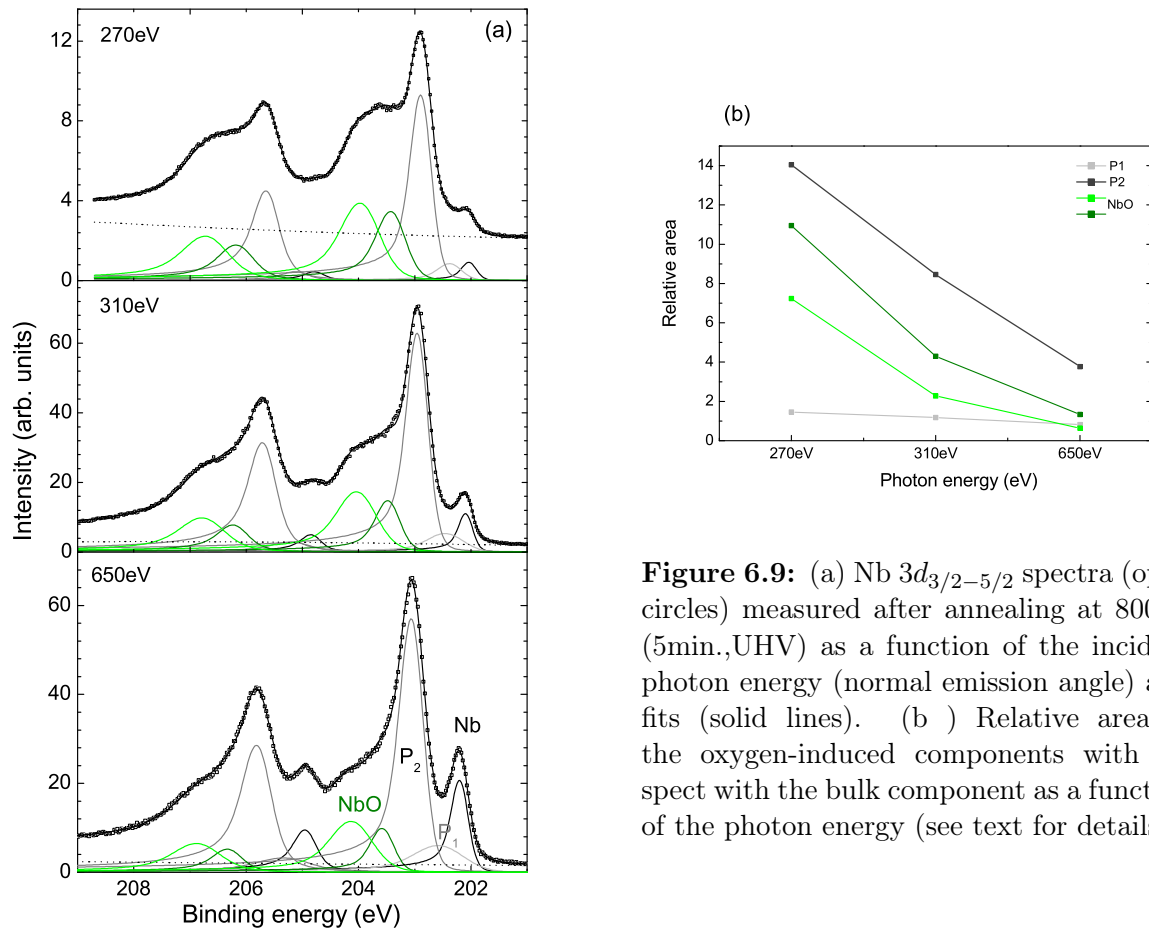 270eV
(a)
12
8
4
0
310eV
60
40
20
0
650eV
60
40
20
0
Nb
P2
NbO
P1
208
206
204
202
Intensity (arb. units)
Binding energy (eV)
(b)
14
12
10
8
6
4
2
0
P1
P2
NbO
270eV
310eV
650eV
Relative area
Photon energy (eV)
Figure 6.9: (a) Nb 3d3/2−5/2 spectra (op
circles) measured after annealing at 800
(5min.,UHV) as a function of the incid
photon energy (normal emission angle) a
fits (solid lines). (b ) Relative area
the oxygen-induced components with
spect with the bulk component as a funct
of the photon energy (see text for details